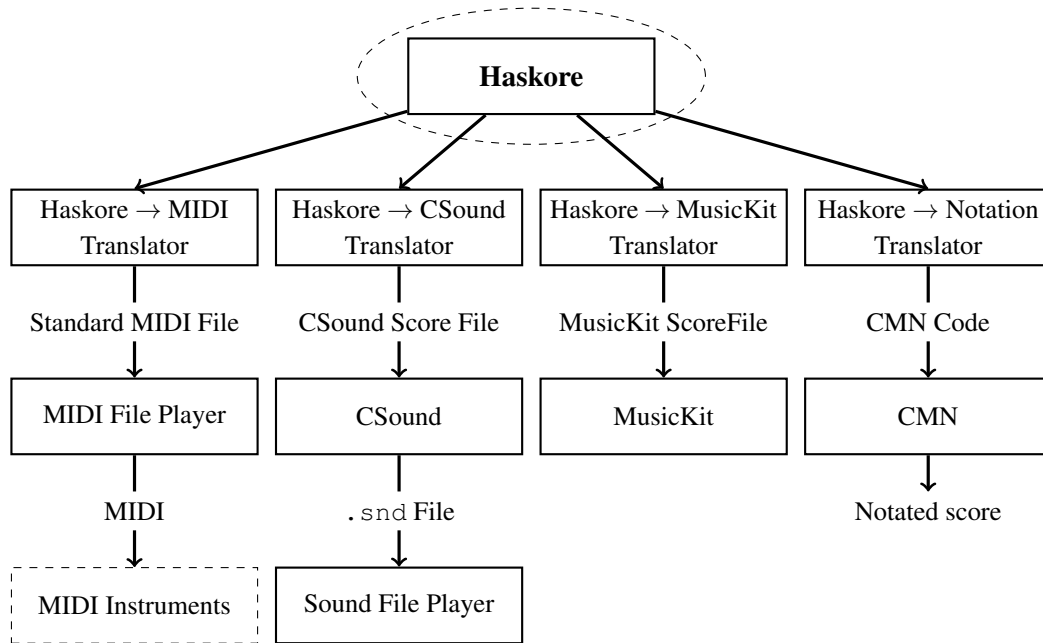 Haskore
Haskore → MIDI
Translator
Haskore → CSound
Translator
Haskore → MusicKit
Translator
Haskore → Notation
Translator
Standard MIDI File
CSound Score File
MusicKit ScoreFile
CMN Code
MIDI File Player
CSound
MusicKit
CMN
MIDI
.snd File
Notated score
MIDI Instruments
Sound File Player